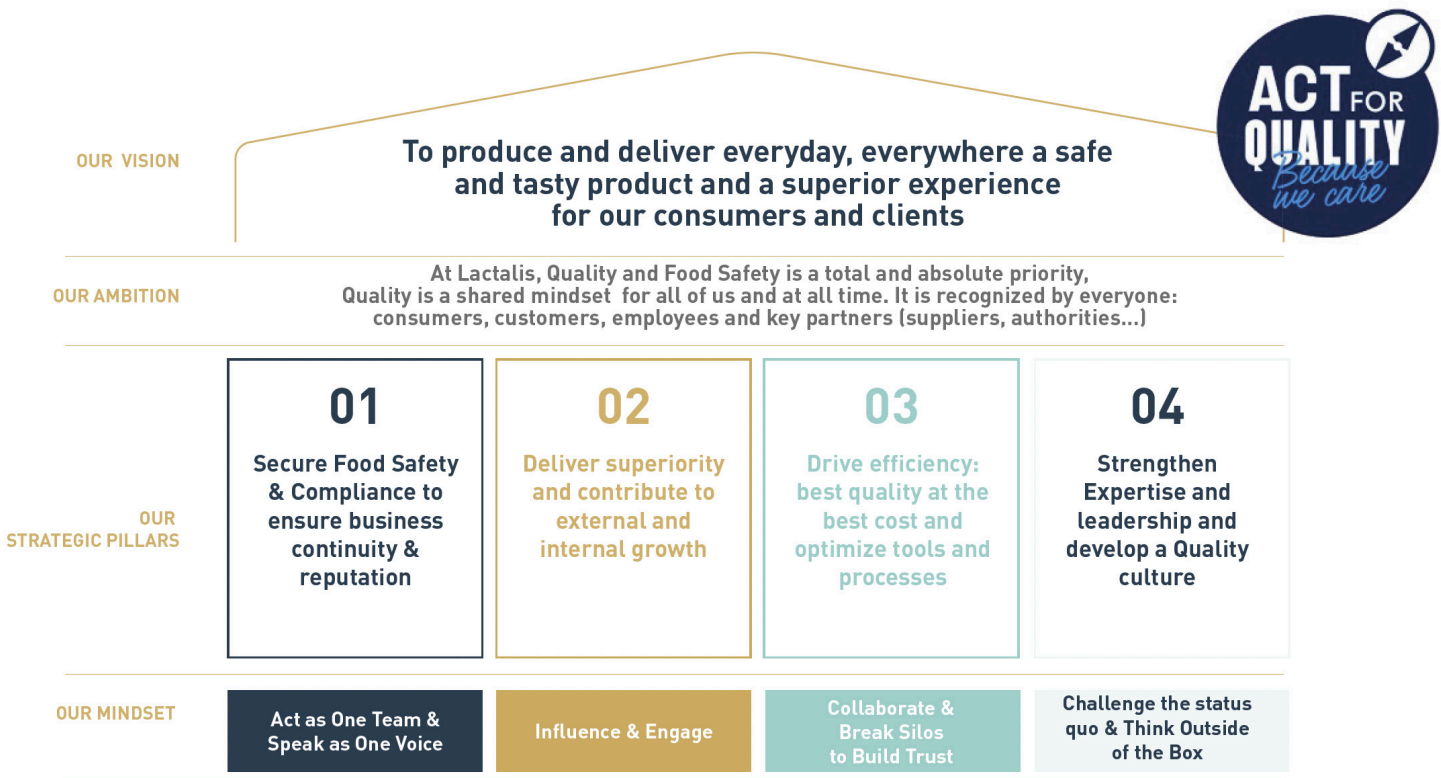 ACT FOR
QUALITY
Because
we care
OUR VISION
To produce and deliver everyday, everywhere a safe
and tasty product and a superior experience
for our consumers and clients
OUR AMBITION
At Lactalis, Quality and Food Safety is a total and absolute priority,
Quality is a shared mindset for all of us and at all time. It is recognized by everyone:
consumers, customers, employees and key partners (suppliers, authorities...)
OUR
STRATEGIC PILLARS
01
Secure Food Safety
& Compliance to
ensure business
continuity &
reputation
02
Deliver superiority
and contribute to
external and
internal growth
03
Drive efficiency:
best quality at the
best cost and
optimize tools and
processes
04
Strengthen
Expertise and
leadership and
develop a Quality
culture
OUR MINDSET
Act as One Team &
Speak as One Voice
Influence & Engage
Collaborate &
Break Silos
to Build Trust
Challenge the status
quo & Think Outside
of the Box